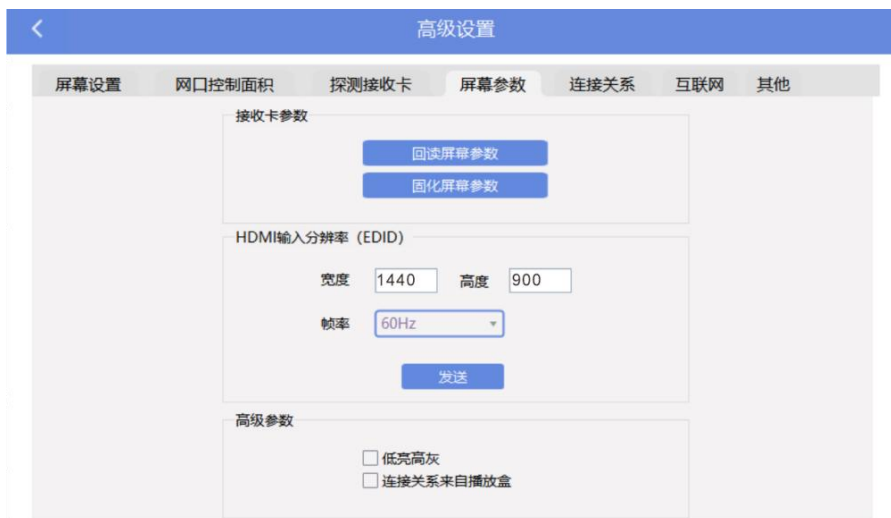 高级设置
屏幕设置 网口控制面积 探测接收卡 屏幕参数 连接关系 互联网 其他
接收卡参数
回读屏幕参数
固化屏幕参数
HDMI输入分辨率（EDID）
宽度 1440 高度 900
帧率 60Hz
发送
高级参数
低亮高灰
连接关系来自播放盒